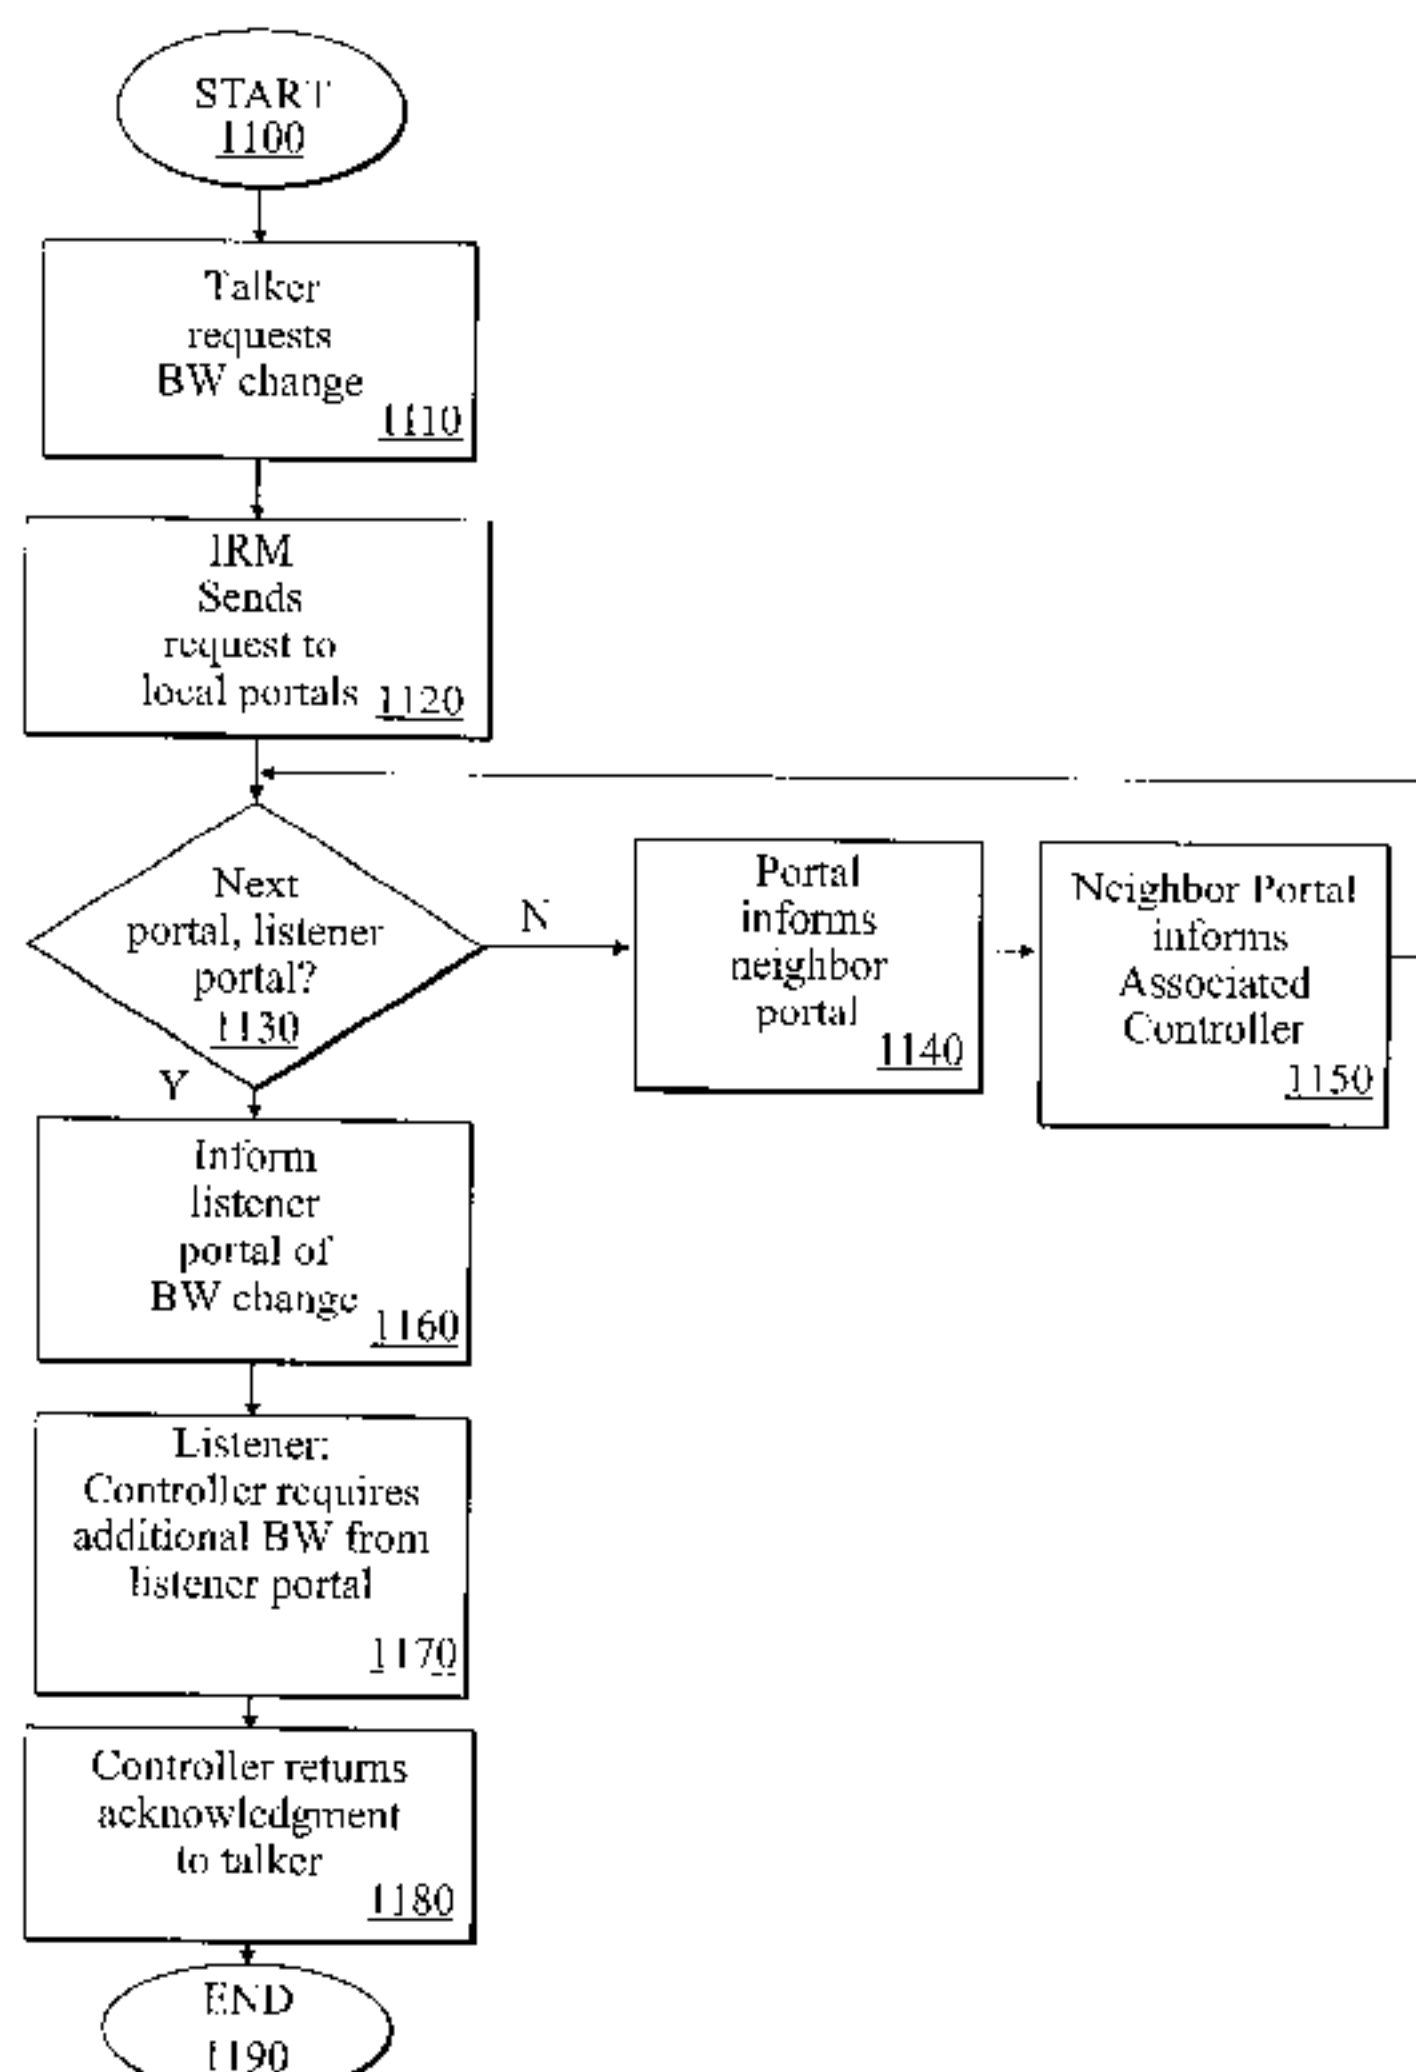 START
1100
Talker
requests
BW change
1110
IRM
Sends
request to
local portals
1120
Next
portal, listener
portal?
1130
N
Y
Portal
informs
neighbor
portal
1140
Neighbor Portal
informs
Associated
Controller
1150
Inform
listener
portal of
BW change
1160
Listener:
Controller requires
additional BW from
listener portal
1170
Controller returns
acknowledgment
to talker
1180
END
1190